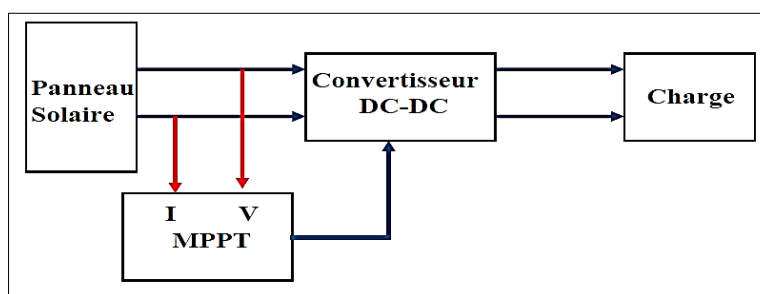 Panneau
Solaire
Convertisseur
DC-DC
Charge
I V
MPPT